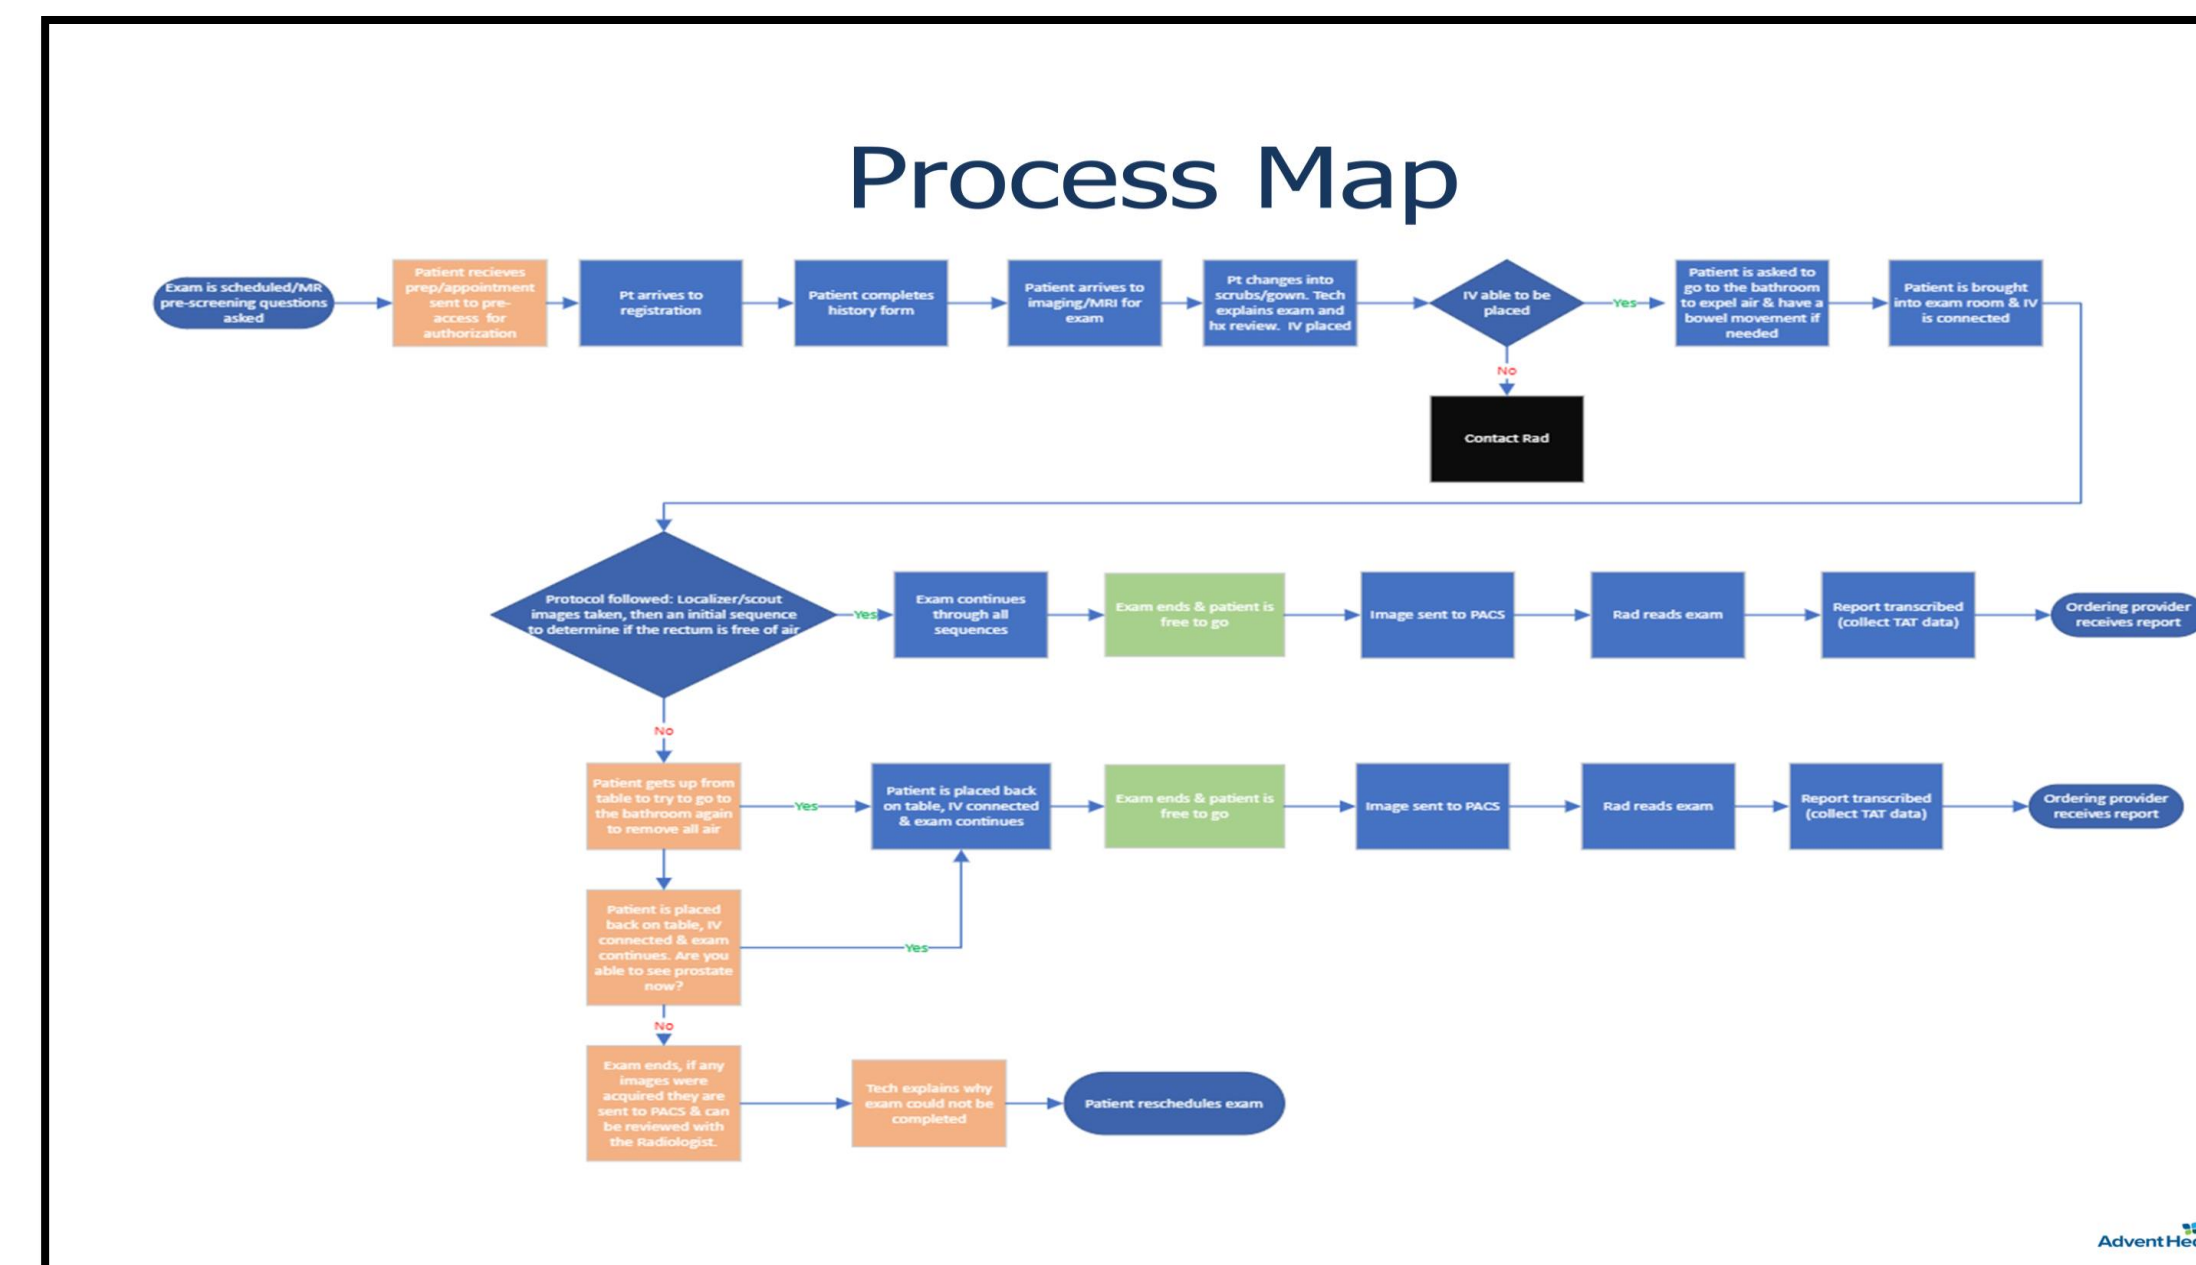 Process Map
Exam is scheduled/MR
pre-screening questions
asked
Patient recieves
prep/appointment
sent to pre-
access for
authorization
Pt arrives to
registration
Patient completes
history form
Patient arrives to
imaging/MRI for
exam
Pt changes into
scrubs/gown. Tech
explains exam and
hx review. IV placed
IV able to be
placed
Yes
Patient is asked to
go to the bathroom
to expel air & have a
bowel movement if
needed
Patient is brought
into exam room & IV
is connected
No
Contact Rad
Protocol followed: Localizer/scout
images taken, then an initial sequence
to determine if the rectum is free of air
Yes
Exam continues
through all
sequences
Exam ends & patient is
free to go
Image sent to PACS
Rad reads exam
Report transcribed
(collect TAT data)
Ordering provider
receives report
No
Patient gets up from
table to try to go to
the bathroom again
to remove all air
Yes
Patient is placed back
on table, IV connected
& exam continues
Exam ends & patient is
free to go
Image sent to PACS
Rad reads exam
Report transcribed
(collect TAT data)
Ordering provider
receives report
Patient is placed
back on table, IV
connected & exam
continues. Are you
able to see prostate
now?
Yes
No
Exam ends, if any
images were
acquired they are
sent to PACS & can
be reviewed with
the Radiologist.
Tech explains why
exam could not be
completed
Patient reschedules exam
Advent